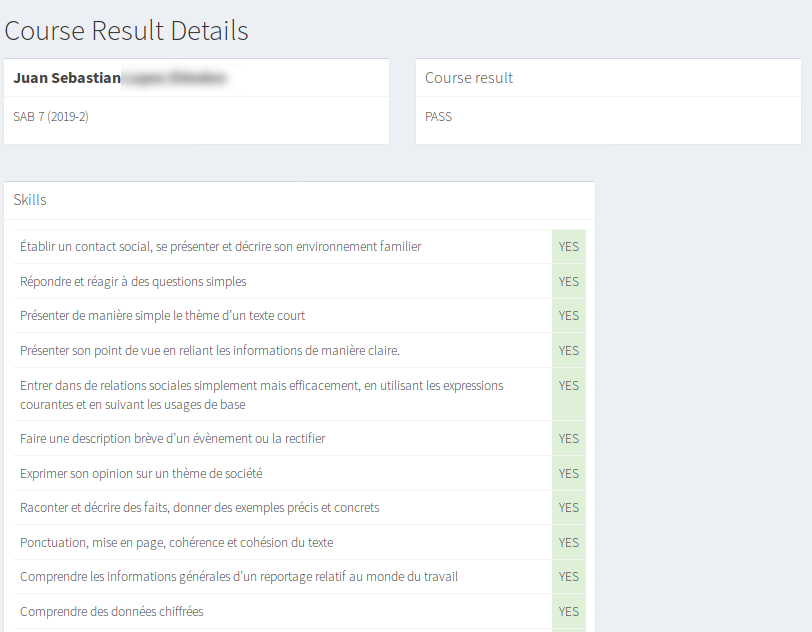 Course Result Details
Juan Sebastian
Course result
SAB 7 (2019-2)
PASS
Skills
Établir un contact social, se présenter et décrire son environnement familier YES
Répondre et réagir à des questions simples YES
Présenter de manière simple le thème d'un texte court YES
Présenter son point de vue en reliant les informations de manière claire. YES
Entrer dans de relations sociales simplement mais efficacement, en utilisant les expressions YES
courantes et en suivant les usages de base
Faire une description brève d'un évènement ou la rectifier YES
Exprimer son opinion sur un thème de société YES
Raconter et décrire des faits, donner des exemples précis et concrets YES
Ponctuation, mise en page, cohérence et cohésion du texte YES
Comprendre les informations générales d'un reportage relatif au monde du travail YES
Comprendre des données chiffrées YES